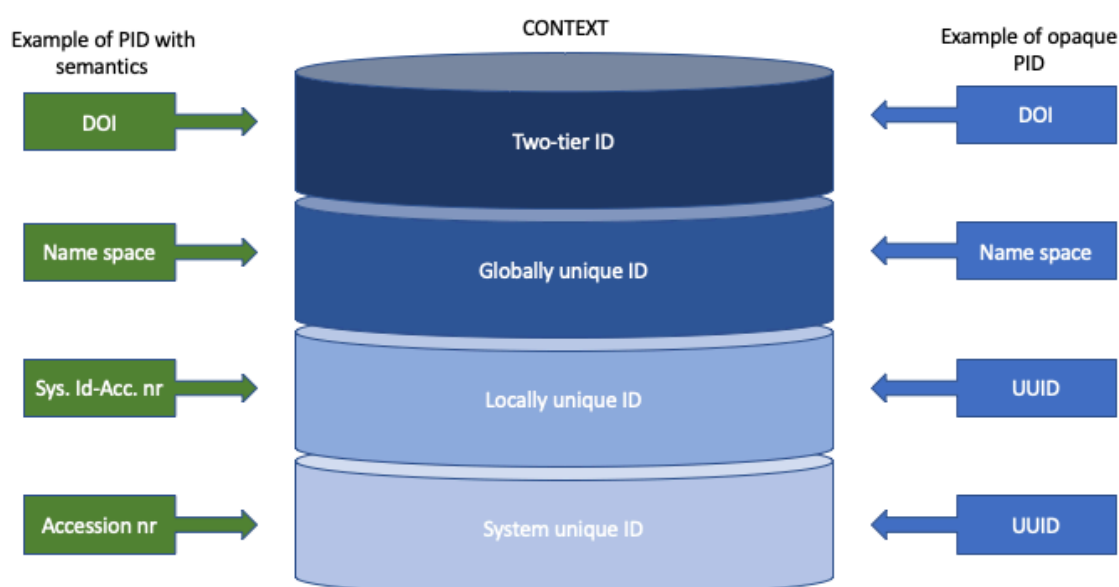 CONTEXT
Example of PID with
semantics
Example of opaque
PID
DOI
Two-tier ID
DOI
Name space
Globally unique ID
Name space
Sys. Id-Acc. nr
Locally unique ID
UUID
Accession nr
System unique ID
UUID